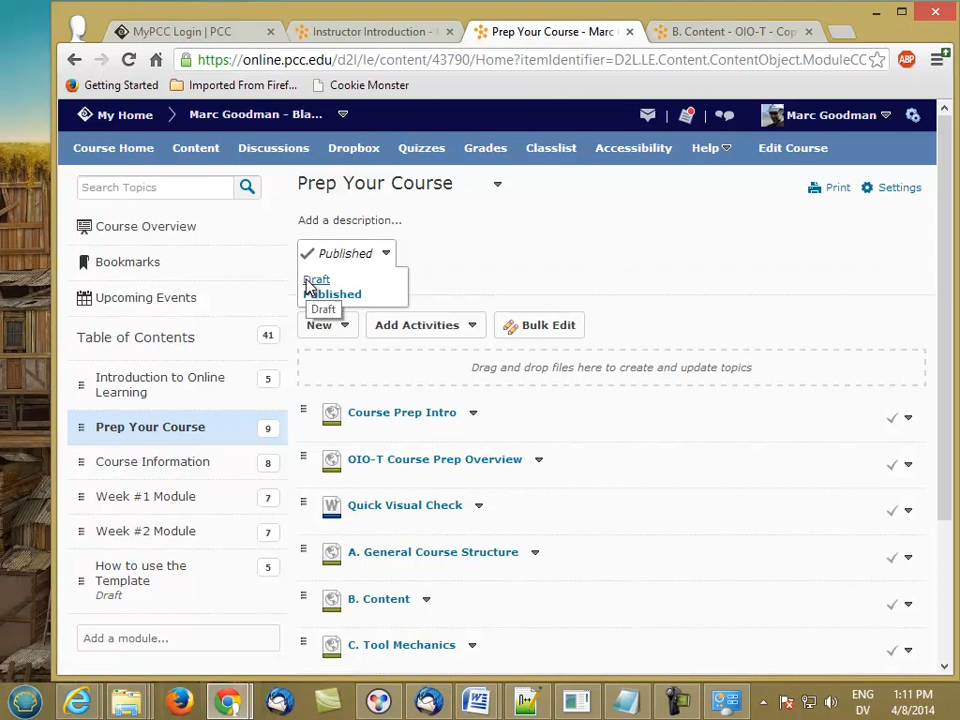 MyPCC Login | PCC
Instructor Introduction -
Prep Your Course - Marc
B. Content - OIO-T - Cop
https://online.pcc.edu/d2l/le/content/43790/Home?itemIdentifier=D2L.LE.Content.ContentObject.ModuleCC
ABP
Getting Started
Imported From Firef...
Cookie Monster
My Home
Marc Goodman - Bla...
Marc Goodman
Course Home
Content
Discussions
Dropbox
Quizzes
Grades
Classlist
Accessibility
Help
Edit Course
Search Topics
Prep Your Course
Print
Settings
Add a description...
Course Overview
Published
Bookmarks
Draft
Published
Draft
Upcoming Events
New
Add Activities
Bulk Edit
Table of Contents
41
Drag and drop files here to create and update topics
Introduction to Online
Learning
5
Course Prep Intro
Prep Your Course
9
Course Information
8
OIO-T Course Prep Overview
Week #1 Module
7
Quick Visual Check
Week #2 Module
7
A. General Course Structure
How to use the
Template
Draft
5
B. Content
Add a module...
C. Tool Mechanics
W
ENG
DV
1:11 PM
4/8/2014